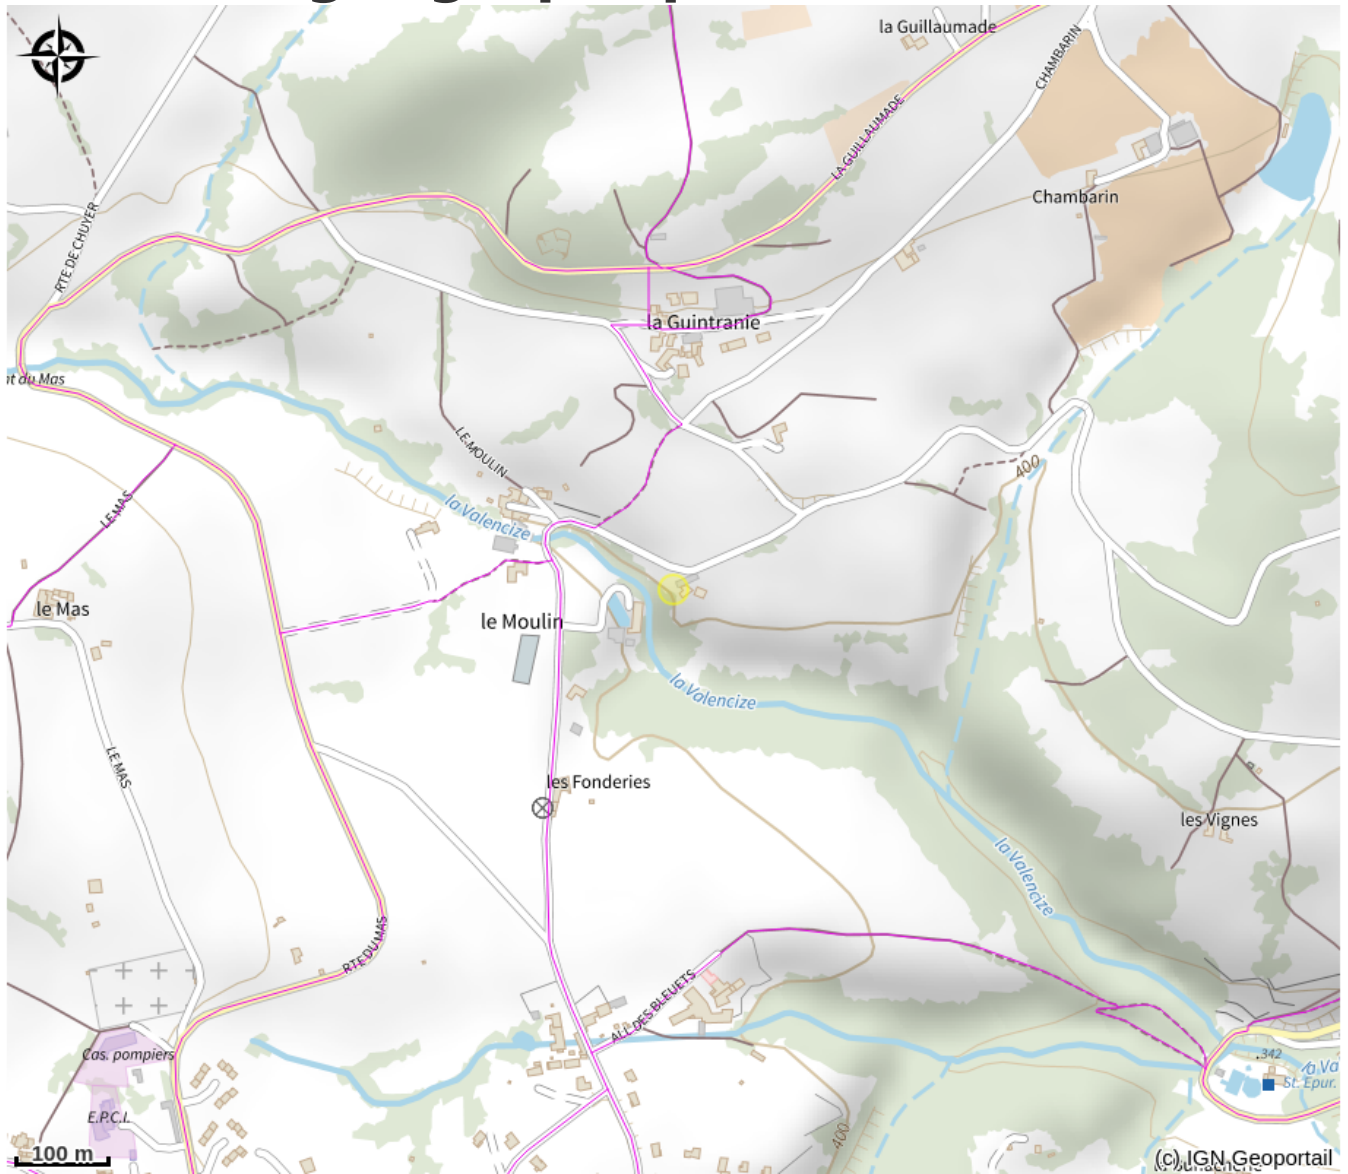 la Guillaumade
CHAMBARIN
LA GUILLAUMADE
Chambarin
RTE DE CHUYER
la Guintranie
nt du Mas
LE MOULIN
400
la Valencize
LE MAS
le Mas
le Moulin
la Valencize
LE MAS
les Fonderies
les Vignes
la Valencize
RTE DU MAS
ALL DES BLEUETS
Cas. pompiers
.342
la Va
St. Epur.
E.P.C.I.
400
100 m
(c) IGN Geoportail